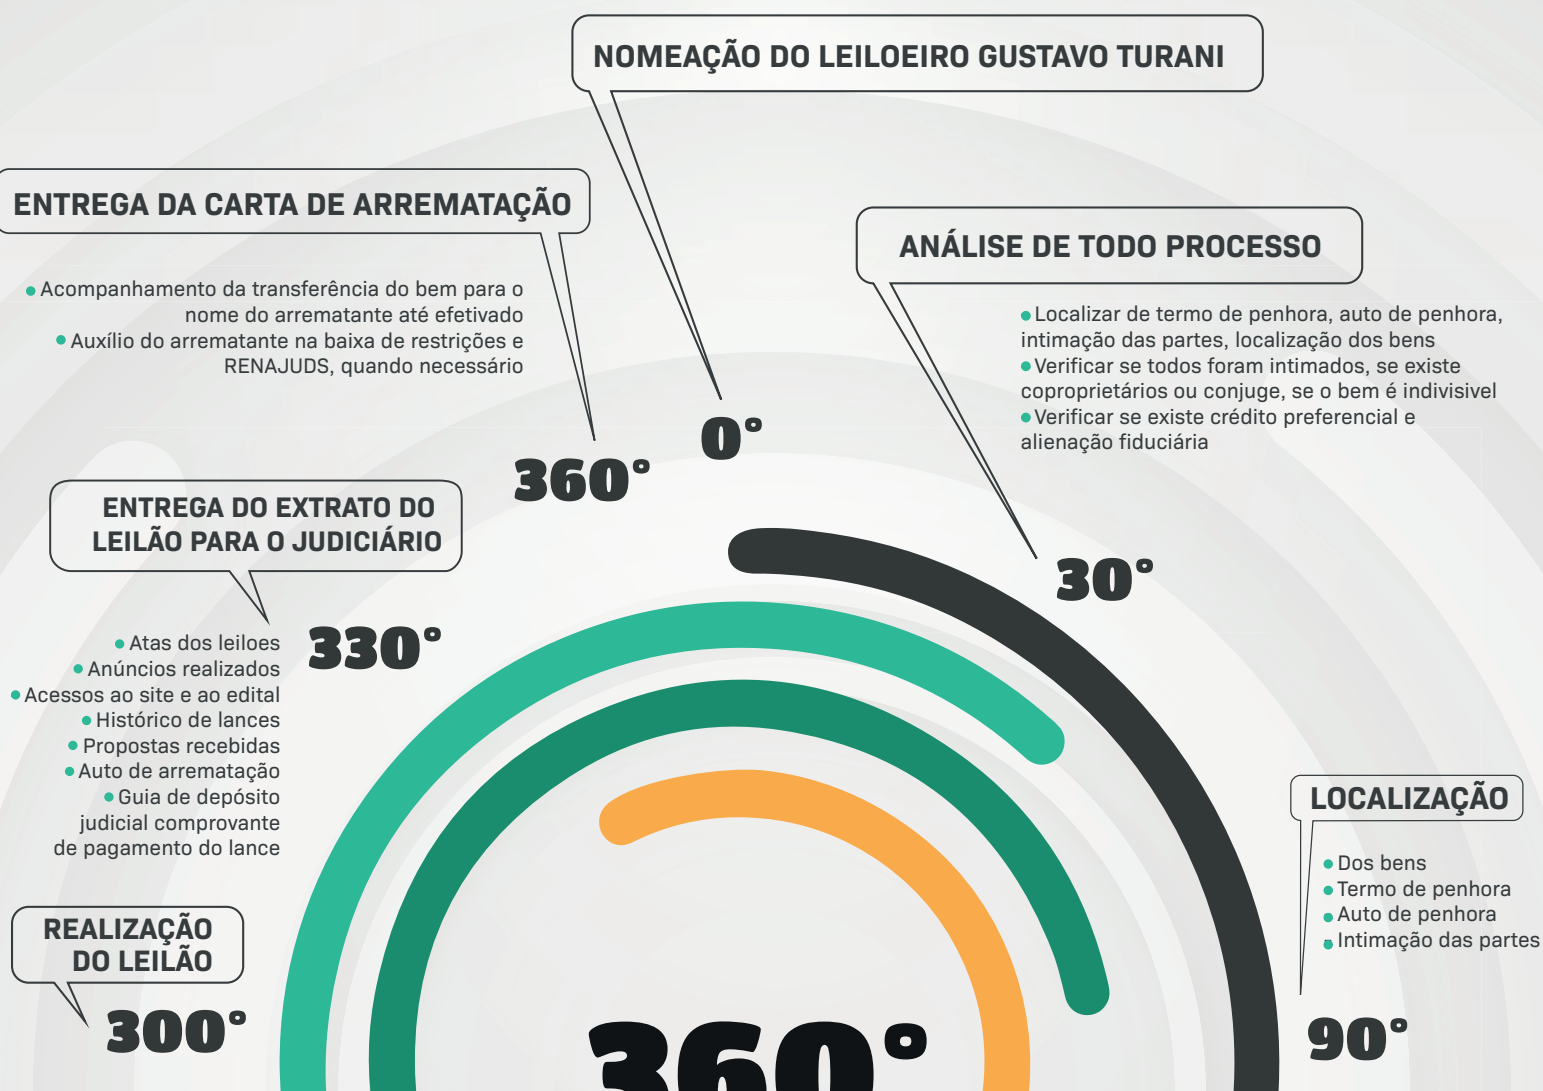 NOMEAÇÃO DO LEILOEIRO GUSTAVO TURANI
0°
ANÁLISE DE TODO PROCESSO
Localizar de termo de penhora, auto de penhora,
intimação das partes, localização dos bens
Verificar se todos foram intimados, se existe
coproprietários ou conjuge, se o bem é indivisivel
Verificar se existe crédito preferencial e
alienação fiduciária
30°
LOCALIZAÇÃO
Dos bens
Termo de penhora
Auto de penhora
Intimação das partes
90°
ENTREGA DA CARTA DE ARREMATAÇÃO
Acompanhamento da transferência do bem para o
nome do arrematante até efetivado
Auxílio do arrematante na baixa de restrições e
RENAJUDS, quando necessário
360°
ENTREGA DO EXTRATO DO
LEILÃO PARA O JUDICIÁRIO
330°
Atas dos leiloes
Anúncios realizados
Acessos ao site e ao edital
Histórico de lances
Propostas recebidas
Auto de arrematação
Guia de depósito
judicial comprovante
de pagamento do lance
REALIZAÇÃO
DO LEILÃO
300°
360°